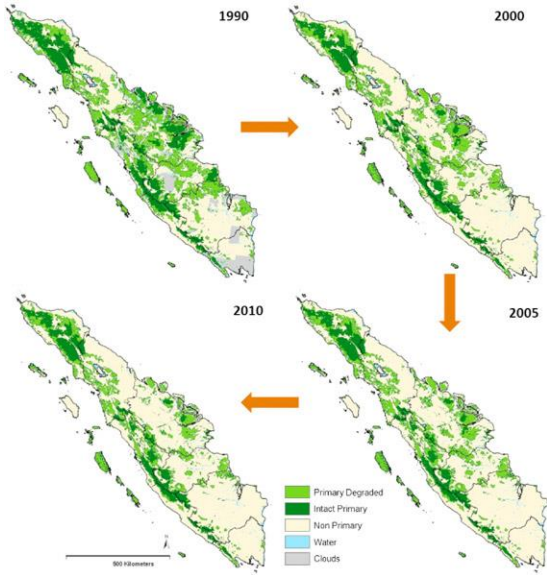 1990
2000
2010
2005
Primary Degraded
Intact Primary
Non Primary
Water
Clouds
500 Kilometers